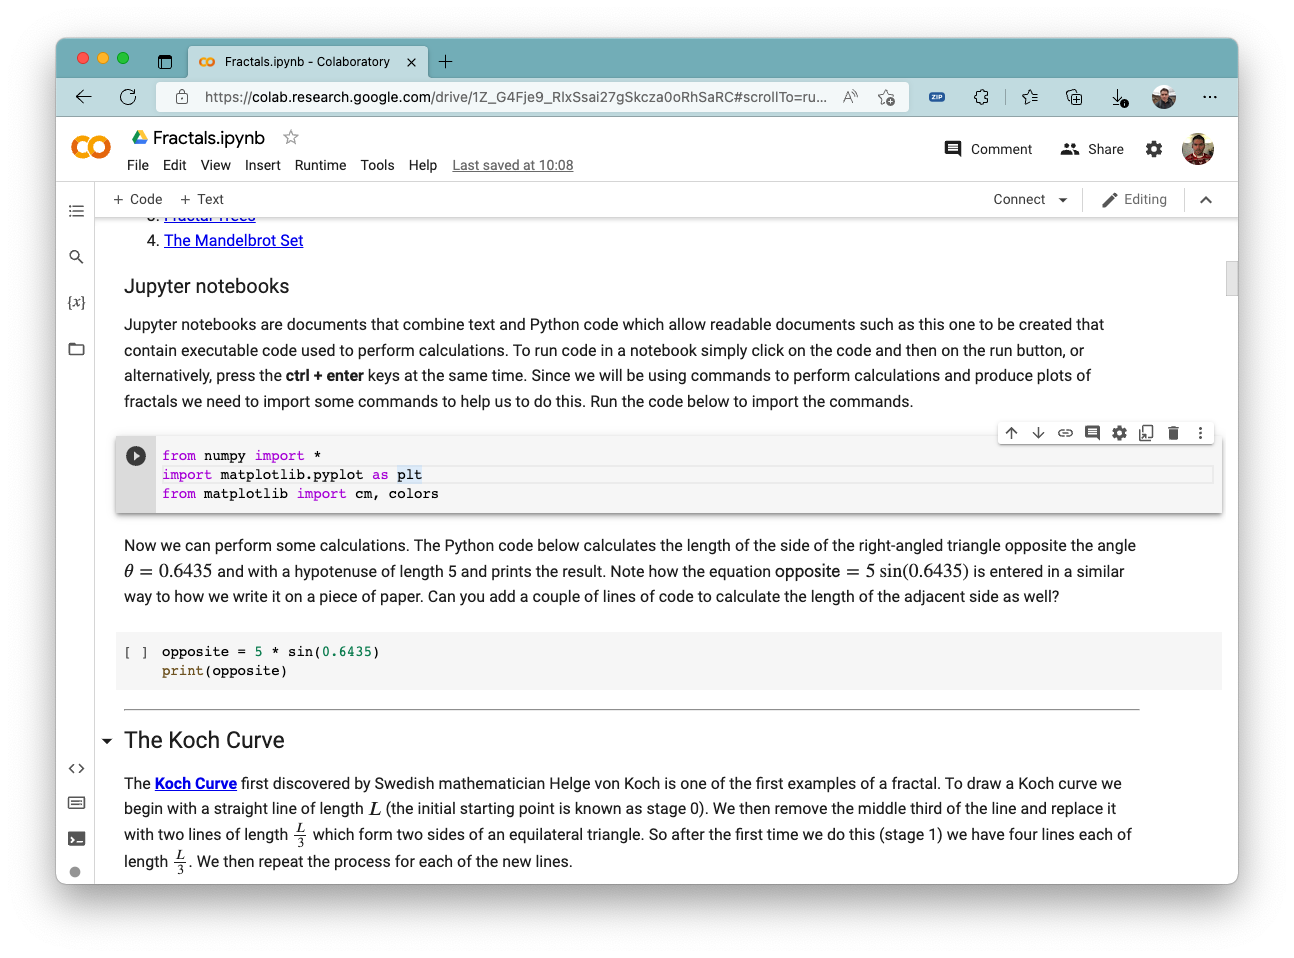 Fractals.ipynb - Colaboratory
https://colab.research.google.com/drive/1Z_G4Fje9_RlxSsai27gSkcza0oRhSaRC#scrollTo=ru...
ZIP
Fractals.ipynb
File Edit View Insert Runtime Tools Help Last saved at 10:08
Comment Share
+ Code + Text
Connect Editing
3. Fractal Trees
4. The Mandelbrot Set
Jupyter notebooks
Jupyter notebooks are documents that combine text and Python code which allow readable documents such as this one to be created that
contain executable code used to perform calculations. To run code in a notebook simply click on the code and then on the run button, or
alternatively, press the ctrl + enter keys at the same time. Since we will be using commands to perform calculations and produce plots of
fractals we need to import some commands to help us to do this. Run the code below to import the commands.
from numpy import *
import matplotlib.pyplot as plt
from matplotlib import cm, colors
Now we can perform some calculations. The Python code below calculates the length of the side of the right-angled triangle opposite the angle
θ = 0.6435 and with a hypotenuse of length 5 and prints the result. Note how the equation opposite = 5 sin(0.6435) is entered in a similar
way to how we write it on a piece of paper. Can you add a couple of lines of code to calculate the length of the adjacent side as well?
[ ] opposite = 5 * sin(0.6435)
print(opposite)
The Koch Curve
The Koch Curve first discovered by Swedish mathematician Helge von Koch is one of the first examples of a fractal. To draw a Koch curve we
begin with a straight line of length L (the initial starting point is known as stage 0). We then remove the middle third of the line and replace it
with two lines of length L/3 which form two sides of an equilateral triangle. So after the first time we do this (stage 1) we have four lines each of
length L/3. We then repeat the process for each of the new lines.